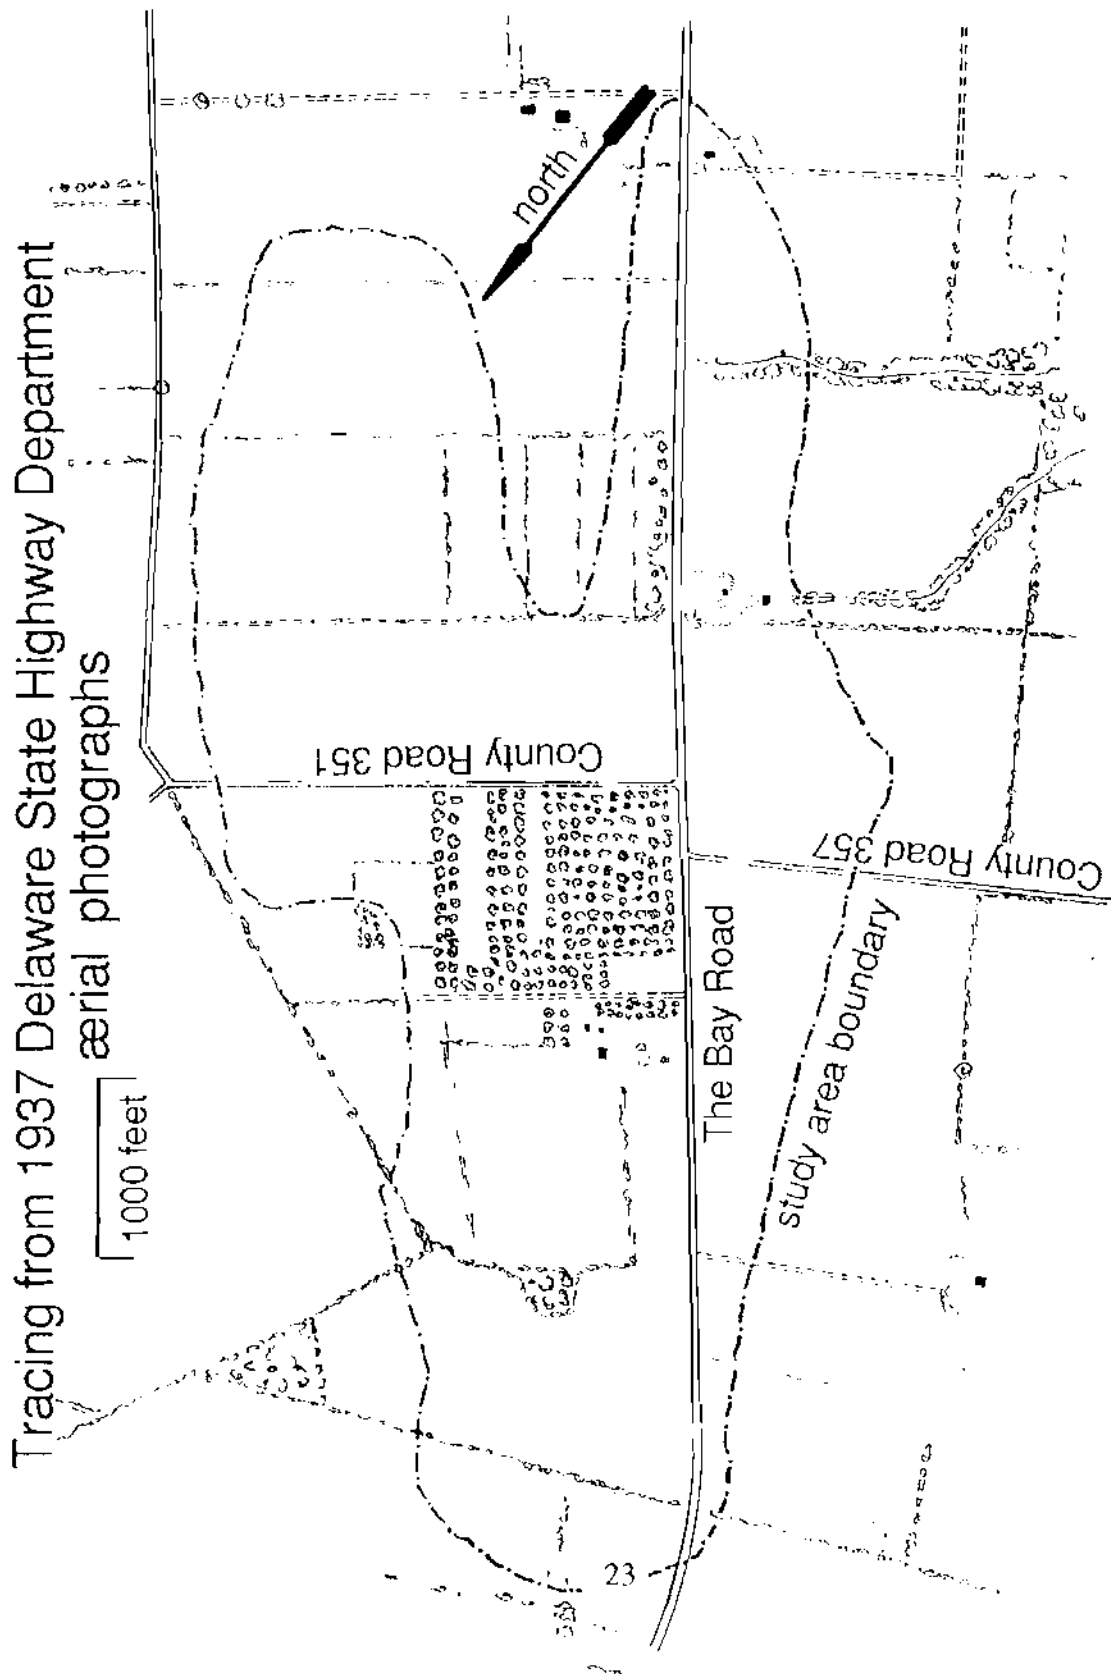 Tracing from 1937 Delaware State Highway Department
ærial photographs
1000 feet
north
County Road 351
County Road 357
The Bay Road
study area boundary
23